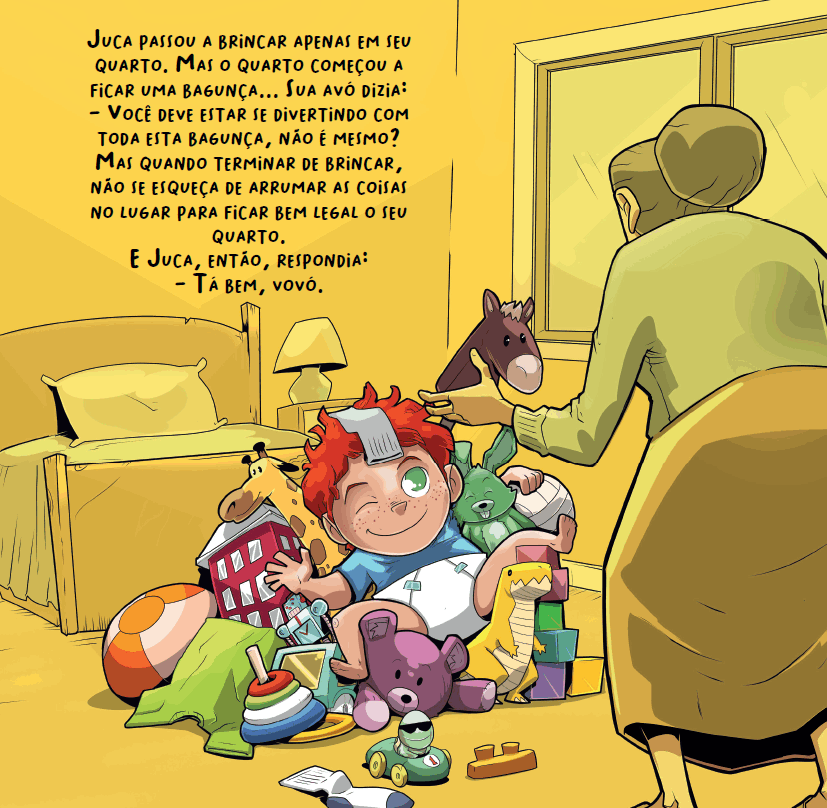 Juca passou a brincar apenas em seu
quarto. Mas o quarto começou a
ficar uma bagunça... Sua avó dizia:
- Você deve estar se divertindo com
toda esta bagunça, não é mesmo?
Mas quando terminar de brincar,
não se esqueça de arrumar as coisas
no lugar para ficar bem legal o seu
quarto.
E Juca, então, respondia:
- Tá bem, vovó.